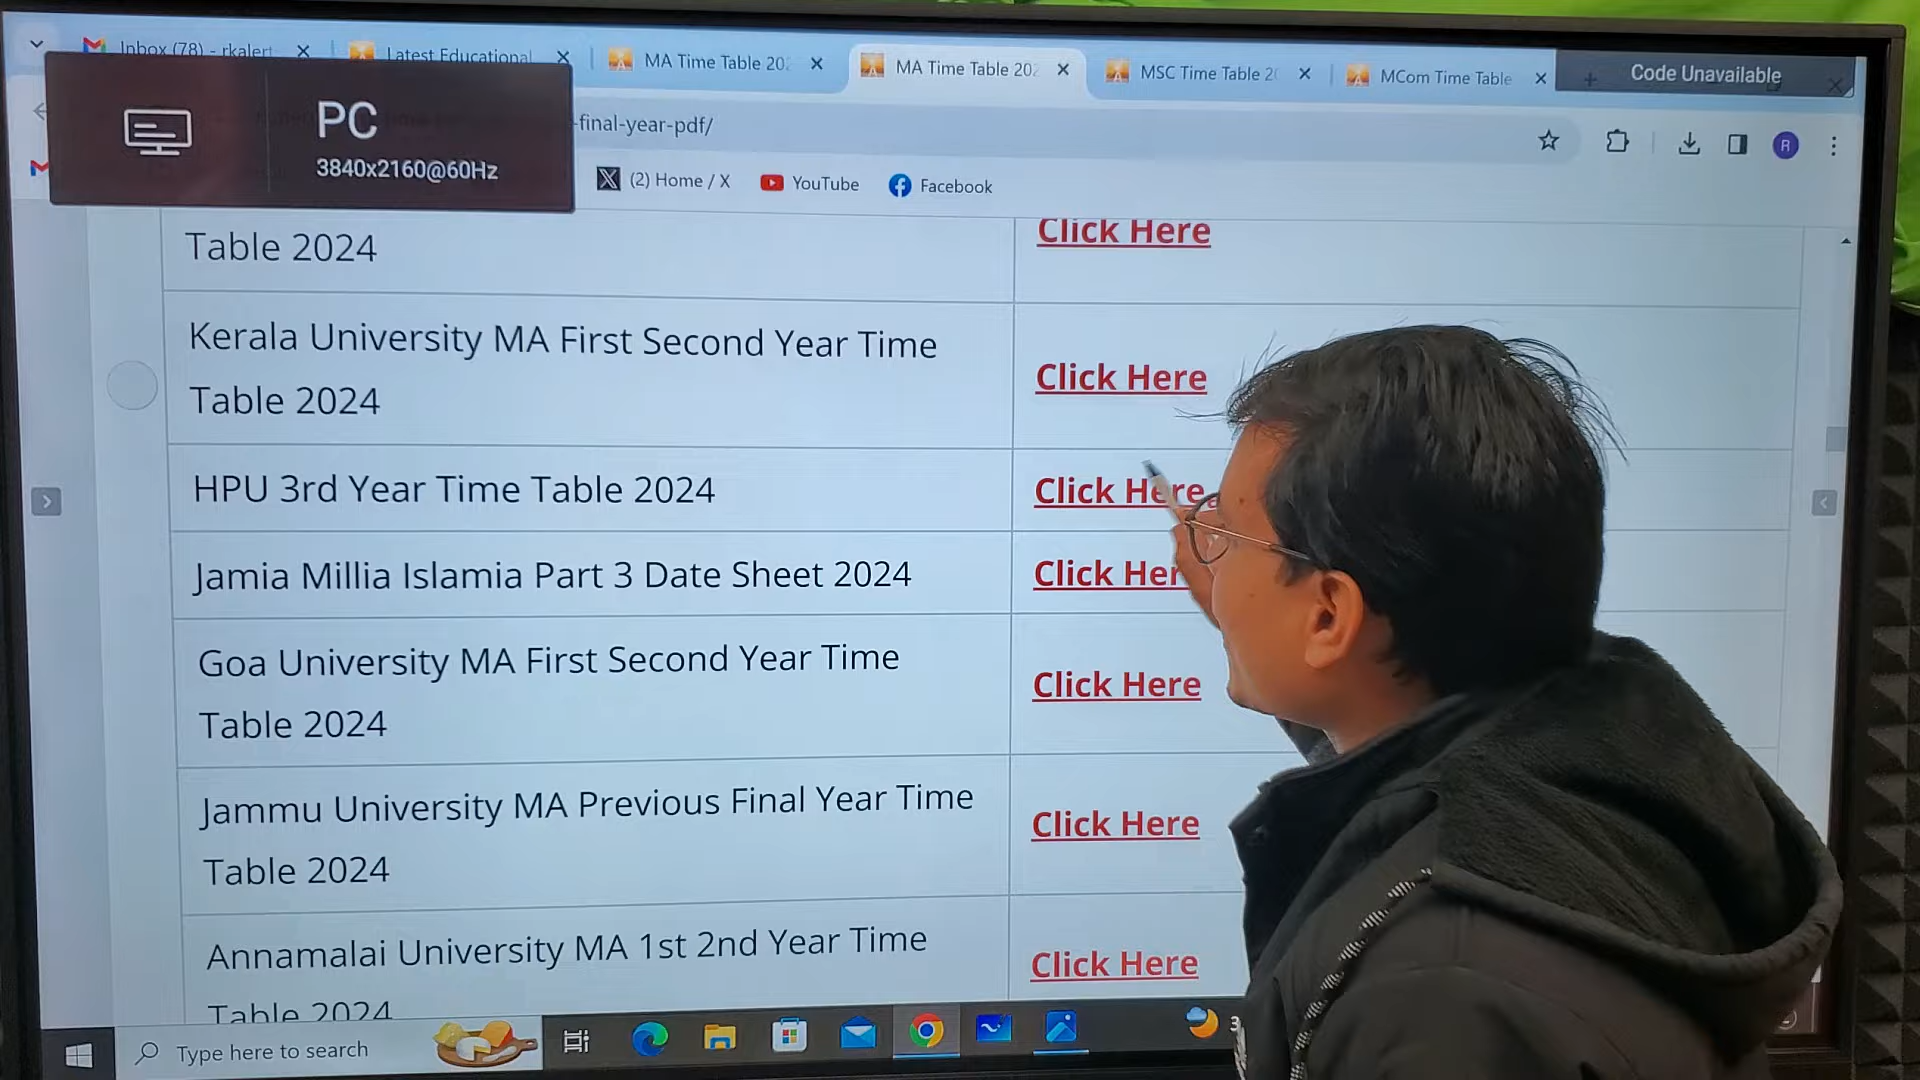 Inbox (78) - rkalert
Latest Educational
MA Time Table 202
MA Time Table 202
MSC Time Table 2
MCom Time Table
Code Unavailable
PC
3840x2160@60Hz
-final-year-pdf/
R
(2) Home / X
YouTube
Facebook
Table 2024
Click Here
Kerala University MA First Second Year Time
Table 2024
Click Here
HPU 3rd Year Time Table 2024
Click Here
Jamia Millia Islamia Part 3 Date Sheet 2024
Click Her
Goa University MA First Second Year Time
Table 2024
Click Here
Jammu University MA Previous Final Year Time
Table 2024
Click Here
Annamalai University MA 1st 2nd Year Time
Table 2024
Click Here
Type here to search
3